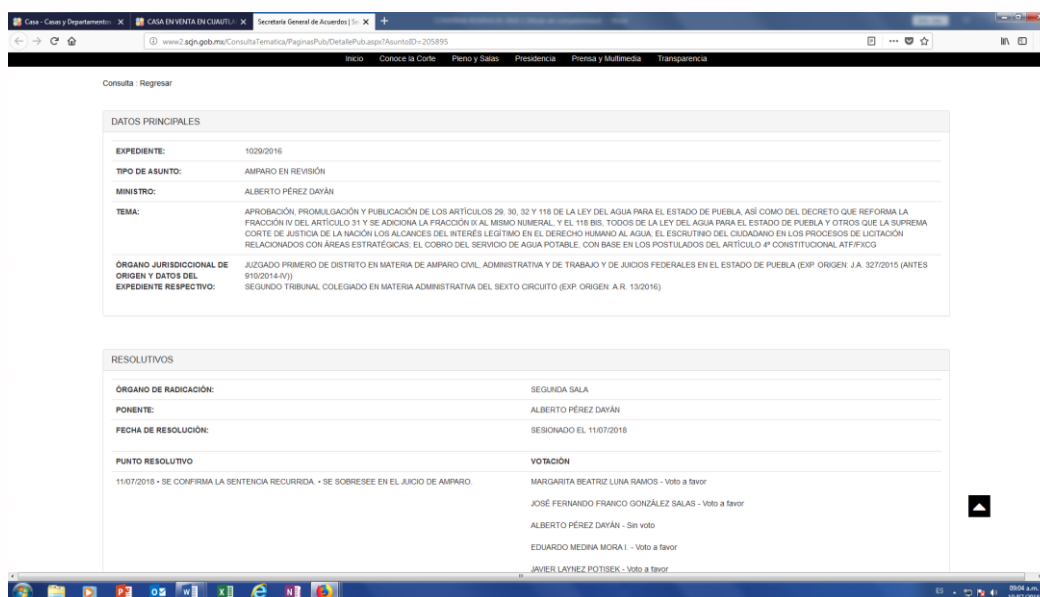 Casa - Casas y Departamentos
CASA EN VENTA EN CUAUTLA
Secretaría General de Acuerdos | Se
www2.scjn.gob.mx/ConsultaTematica/PaginasPub/DetallePub.aspx?AsuntoID=205895
Inicio Conoce la Corte Pleno y Salas Presidencia Prensa y Multimedia Transparencia
Consulta : Regresar
DATOS PRINCIPALES
EXPEDIENTE: 1029/2016
TIPO DE ASUNTO: AMPARO EN REVISIÓN
MINISTRO: ALBERTO PÉREZ DAYÁN
TEMA: APROBACIÓN, PROMULGACIÓN Y PUBLICACIÓN DE LOS ARTÍCULOS 29, 30, 32 Y 118 DE LA LEY DEL AGUA PARA EL ESTADO DE PUEBLA, ASÍ COMO DEL DECRETO QUE REFORMA LA
FRACCIÓN IV DEL ARTÍCULO 31 Y SE ADICIONA LA FRACCIÓN IX AL MISMO NUMERAL, Y EL 118 BIS, TODOS DE LA LEY DEL AGUA PARA EL ESTADO DE PUEBLA Y OTROS QUE LA SUPREMA
CORTE DE JUSTICIA DE LA NACIÓN LOS ALCANCES DEL INTERÉS LEGÍTIMO EN EL DERECHO HUMANO AL AGUA, EL ESCRUTINIO DEL CIUDADANO EN LOS PROCESOS DE LICITACIÓN
RELACIONADOS CON ÁREAS ESTRATÉGICAS; EL COBRO DEL SERVICIO DE AGUA POTABLE, CON BASE EN LOS POSTULADOS DEL ARTÍCULO 4º CONSTITUCIONAL ATF/FXCG
ÓRGANO JURISDICCIONAL DE JUZGADO PRIMERO DE DISTRITO EN MATERIA DE AMPARO CIVIL, ADMINISTRATIVA Y DE TRABAJO Y DE JUICIOS FEDERALES EN EL ESTADO DE PUEBLA (EXP. ORIGEN: J.A. 327/2015 (ANTES
ORIGEN Y DATOS DEL 910/2014-IV))
EXPEDIENTE RESPECTIVO: SEGUNDO TRIBUNAL COLEGIADO EN MATERIA ADMINISTRATIVA DEL SEXTO CIRCUITO (EXP. ORIGEN: A.R. 13/2016)
RESOLUTIVOS
ÓRGANO DE RADICACIÓN: SEGUNDA SALA
PONENTE: ALBERTO PÉREZ DAYÁN
FECHA DE RESOLUCIÓN: SESIONADO EL 11/07/2018
PUNTO RESOLUTIVO VOTACIÓN
11/07/2018 • SE CONFIRMA LA SENTENCIA RECURRIDA. • SE SOBRESEE EN EL JUICIO DE AMPARO. MARGARITA BEATRIZ LUNA RAMOS - Voto a favor
JOSÉ FERNANDO FRANCO GONZÁLEZ SALAS - Voto a favor
ALBERTO PÉREZ DAYÁN - Sin voto
EDUARDO MEDINA MORA I. - Voto a favor
JAVIER LAYNEZ POTISEK - Voto a favor
ES 09:04 a.m.